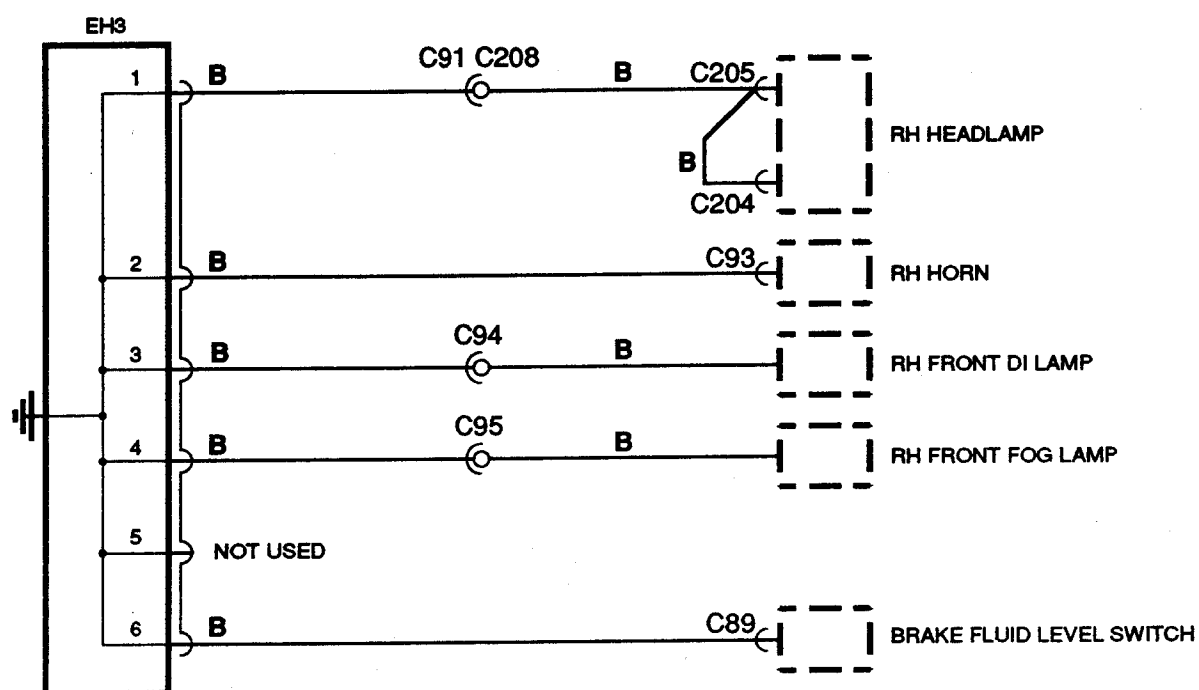 EH3
1 B C91 C208 B C205
RH HEADLAMP
B
C204
2 B C93 RH HORN
C94
3 B B RH FRONT DI LAMP
C95
4 B B RH FRONT FOG LAMP
5 NOT USED
6 B C89 BRAKE FLUID LEVEL SWITCH